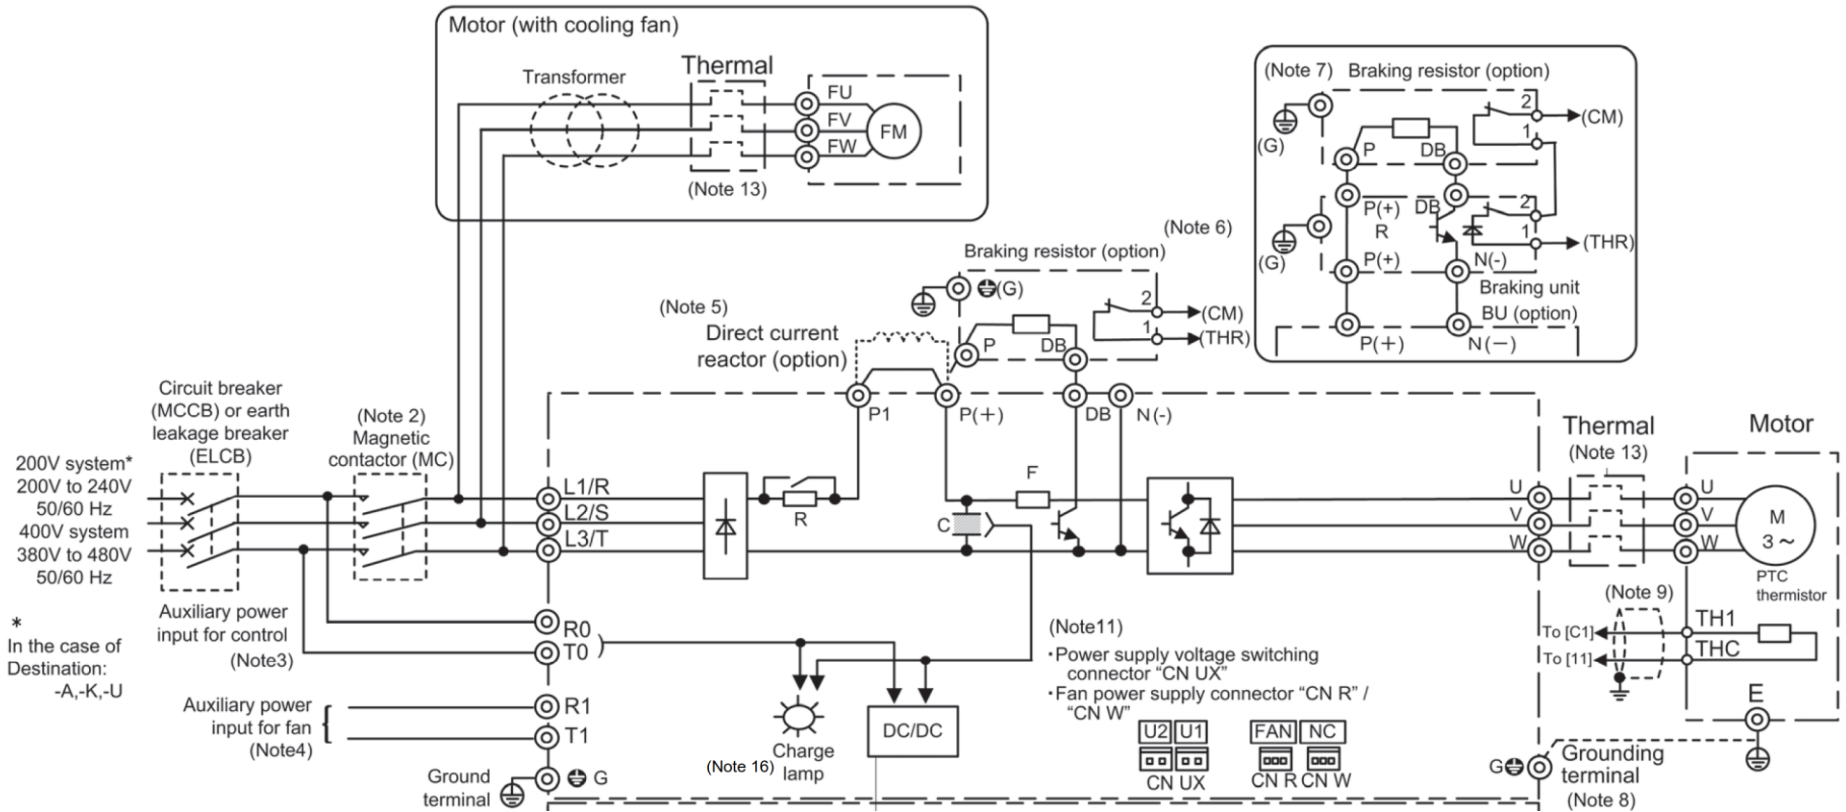 Motor (with cooling fan)
Transformer
Thermal
FU
FV
FW
FM
(Note 13)
(Note 7) Braking resistor (option)
(G)
P
DB
2
1
(CM)
(G)
P(+)
R
DB
2
1
(THR)
P(+)
N(-)
Braking unit
BU (option)
P(+)
N(−)
(Note 6)
Braking resistor (option)
(G)
2
1
(CM)
(THR)
P
DB
(Note 5)
Direct current
reactor (option)
P1
P(+)
DB
N(-)
Circuit breaker
(MCCB) or earth
leakage breaker
(ELCB)
(Note 2)
Magnetic
contactor (MC)
200V system*
200V to 240V
50/60 Hz
400V system
380V to 480V
50/60 Hz
L1/R
L2/S
L3/T
R
C
F
U
V
W
Thermal
(Note 13)
Motor
U
V
W
M
3 ~
PTC
thermistor
(Note 9)
To [C1]
To [11]
TH1
THC
E
*
In the case of
Destination:
-A,-K,-U
Auxiliary power
input for control
(Note3)
R0
T0
Auxiliary power
input for fan
(Note4)
R1
T1
Ground
terminal
G
(Note 16)
Charge
lamp
DC/DC
(Note11)
·Power supply voltage switching
connector “CN UX”
·Fan power supply connector “CN R” /
“CN W”
U2 U1
CN UX
FAN NC
CN R CN W
G
Grounding
terminal
(Note 8)